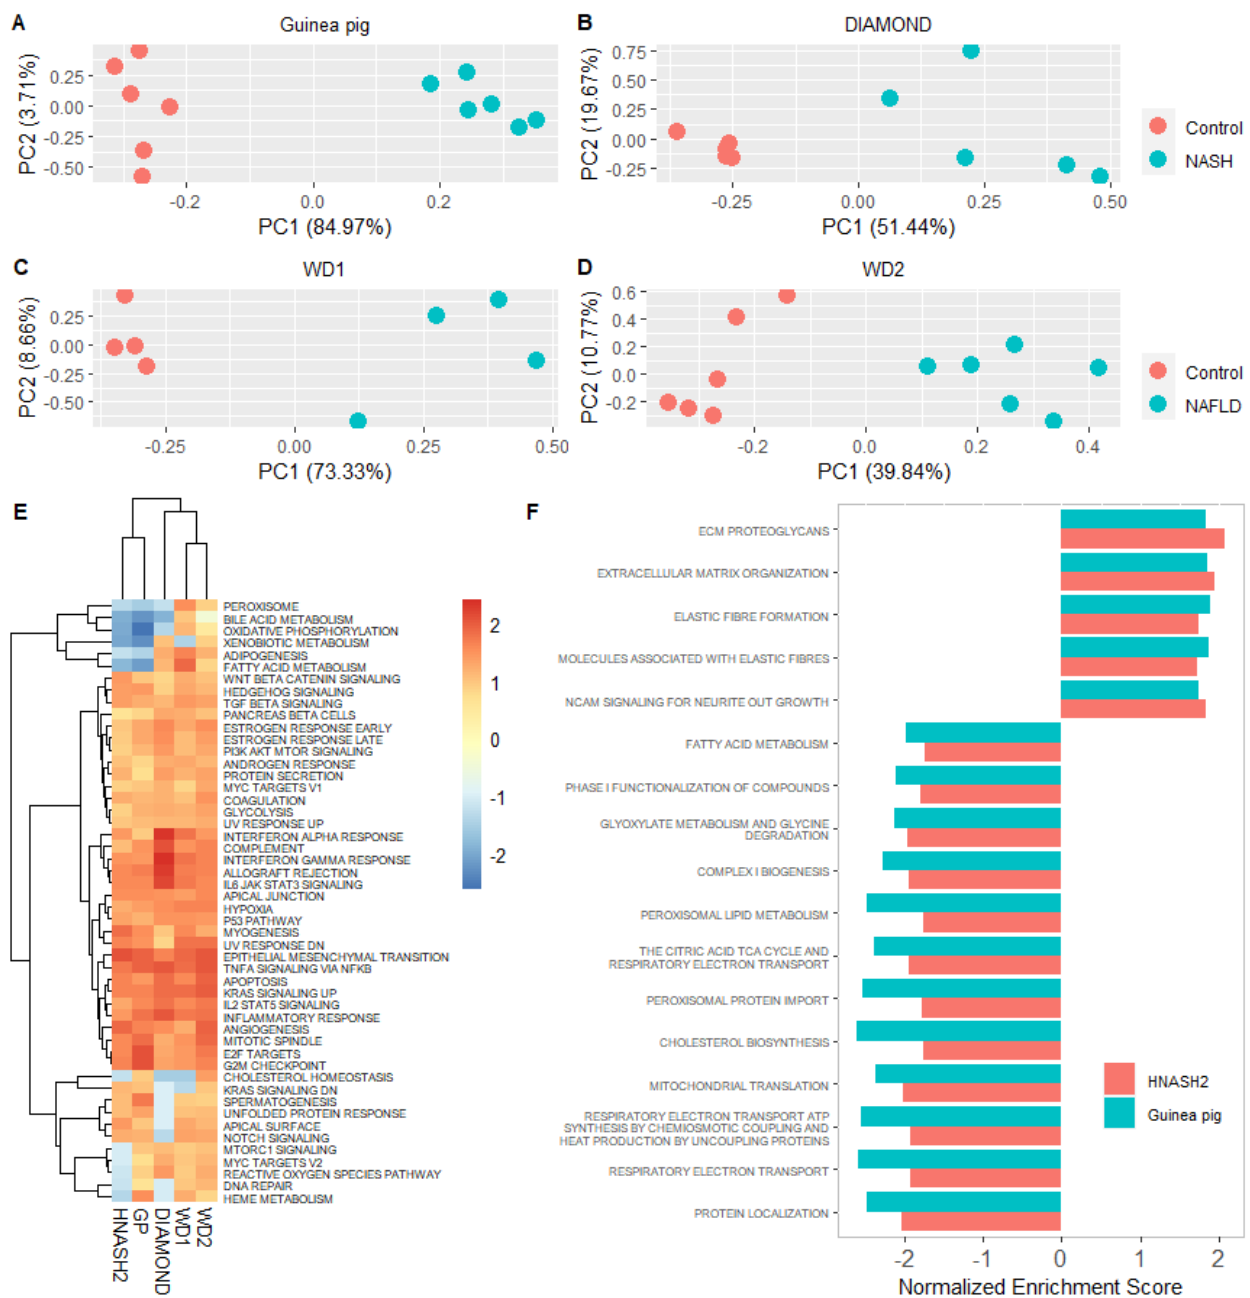 A
Guinea pig
PC2 (3.71%)
0.25
0.00
-0.25
-0.50
-0.2
0.0
0.2
PC1 (84.97%)
B
DIAMOND
PC2 (19.67%)
0.75
0.50
0.25
0.00
-0.25
-0.25
0.00
0.25
0.50
PC1 (51.44%)
Control
NASH
C
WD1
PC2 (8.66%)
0.25
0.00
-0.25
-0.50
-0.25
0.00
0.25
0.50
PC1 (73.33%)
D
WD2
PC2 (10.77%)
0.6
0.4
0.2
0.0
-0.2
-0.2
0.0
0.2
0.4
PC1 (39.84%)
Control
NAFLD
E
PEROXISOME
BILE ACID METABOLISM
OXIDATIVE PHOSPHORYLATION
XENOBIOTIC METABOLISM
ADIPOGENESIS
FATTY ACID METABOLISM
WNT BETA CATENIN SIGNALING
HEDGEHOG SIGNALING
TGF BETA SIGNALING
PANCREAS BETA CELLS
ESTROGEN RESPONSE EARLY
ESTROGEN RESPONSE LATE
PI3K AKT MTOR SIGNALING
ANDROGEN RESPONSE
PROTEIN SECRETION
MYC TARGETS V1
COAGULATION
GLYCOLYSIS
UV RESPONSE UP
INTERFERON ALPHA RESPONSE
COMPLEMENT
INTERFERON GAMMA RESPONSE
ALLOGRAFT REJECTION
IL6 JAK STAT3 SIGNALING
APICAL JUNCTION
HYPOXIA
P53 PATHWAY
MYOGENESIS
UV RESPONSE DN
EPITHELIAL MESENCHYMAL TRANSITION
TNFA SIGNALING VIA NFKB
APOPTOSIS
KRAS SIGNALING UP
IL2 STAT5 SIGNALING
INFLAMMATORY RESPONSE
ANGIOGENESIS
MITOTIC SPINDLE
E2F TARGETS
G2M CHECKPOINT
CHOLESTEROL HOMEOSTASIS
KRAS SIGNALING DN
SPERMATOGENESIS
UNFOLDED PROTEIN RESPONSE
APICAL SURFACE
NOTCH SIGNALING
MTORC1 SIGNALING
MYC TARGETS V2
REACTIVE OXYGEN SPECIES PATHWAY
DNA REPAIR
HEME METABOLISM
HNASH2
GP
DIAMOND
WD1
WD2
2
1
0
-1
-2
F
ECM PROTEOGLYCANS
EXTRACELLULAR MATRIX ORGANIZATION
ELASTIC FIBRE FORMATION
MOLECULES ASSOCIATED WITH ELASTIC FIBRES
NCAM SIGNALING FOR NEURITE OUT GROWTH
FATTY ACID METABOLISM
PHASE I FUNCTIONALIZATION OF COMPOUNDS
GLYOXYLATE METABOLISM AND GLYCINE
DEGRADATION
COMPLEX I BIOGENESIS
PEROXISOMAL LIPID METABOLISM
THE CITRIC ACID TCA CYCLE AND
RESPIRATORY ELECTRON TRANSPORT
PEROXISOMAL PROTEIN IMPORT
CHOLESTEROL BIOSYNTHESIS
MITOCHONDRIAL TRANSLATION
RESPIRATORY ELECTRON TRANSPORT ATP
SYNTHESIS BY CHEMIOSMOTIC COUPLING AND
HEAT PRODUCTION BY UNCOUPLING PROTEINS
RESPIRATORY ELECTRON TRANSPORT
PROTEIN LOCALIZATION
HNASH2
Guinea pig
-2
-1
0
1
2
Normalized Enrichment Score